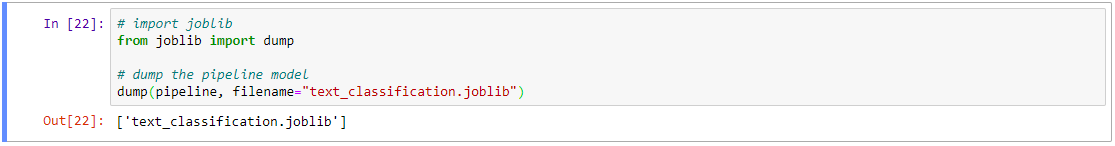 In [22]: # import joblib
from joblib import dump
# dump the pipeline model
dump(pipeline, filename="text_classification.joblib")
Out[22]: ['text_classification.joblib']